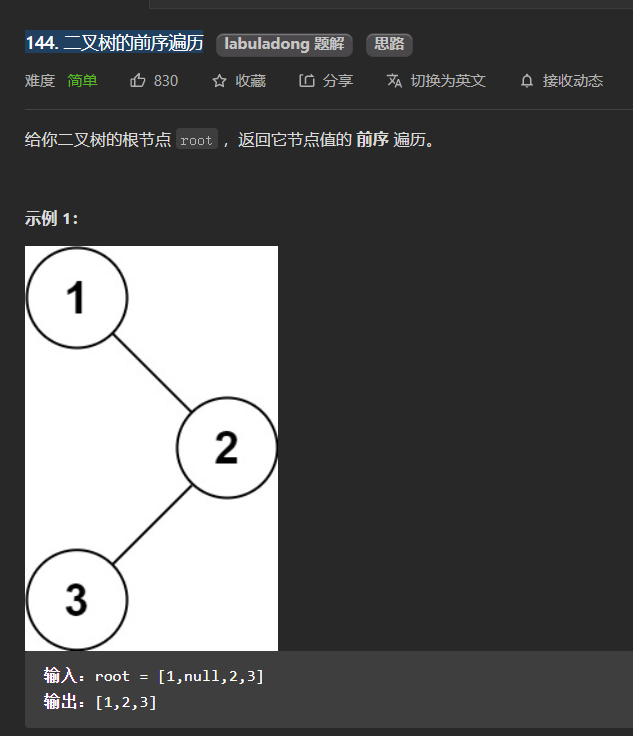 144. 二叉树的前序遍历 labuladong 题解 思路
难度 简单 830 收藏 分享 切换为英文 接收动态
给你二叉树的根节点 root ，返回它节点值的 前序 遍历。
示例 1：
1
2
3
输入：root = [1,null,2,3]
输出：[1,2,3]